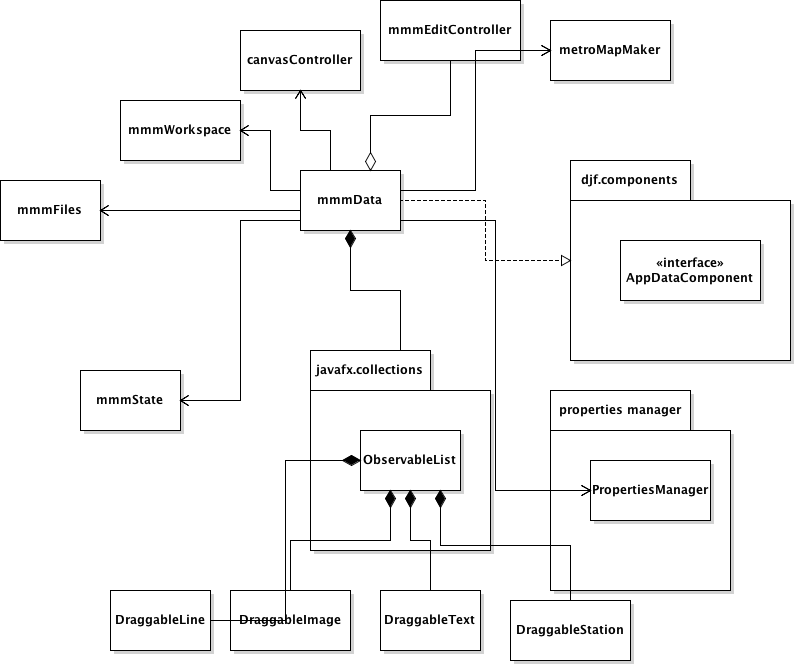 mmmEditController
canvasController
metroMapMaker
mmmWorkspace
djf.components
mmmData
mmmFiles
«interface»
AppDataComponent
javafx.collections
mmmState
properties manager
ObservableList
PropertiesManager
DraggableLine
DraggableImage
DraggableText
DraggableStation